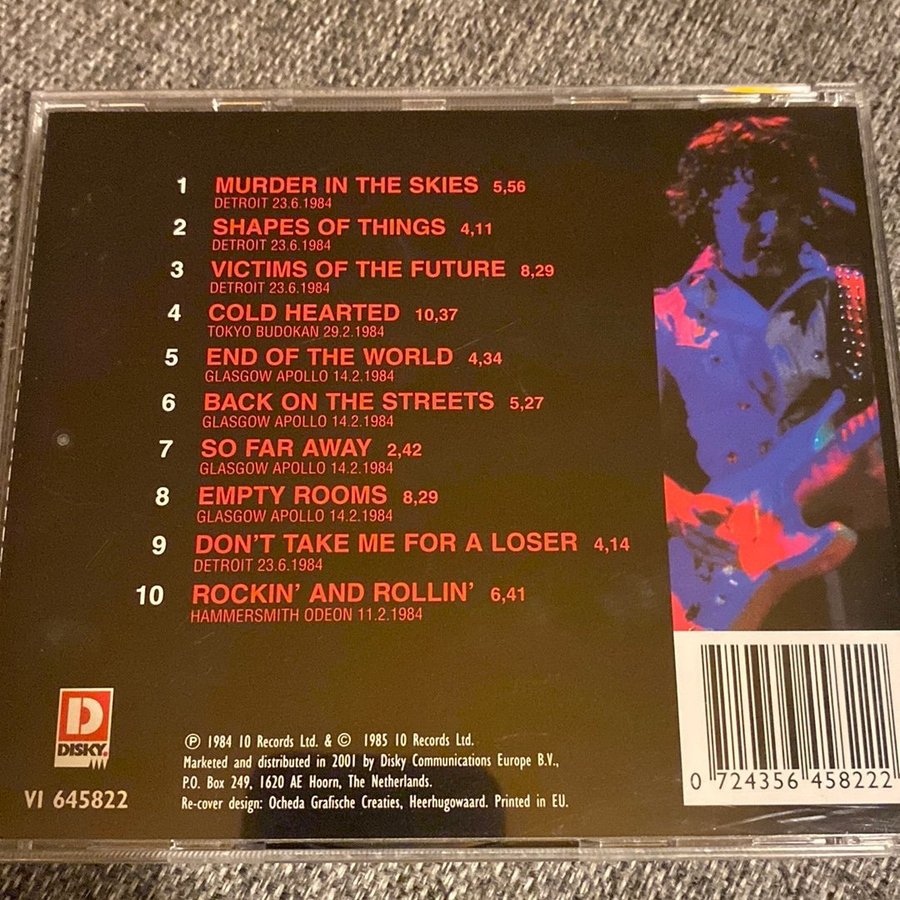 1 MURDER IN THE SKIES 5,56
DETROIT 23.6.1984
2 SHAPES OF THINGS 4,11
DETROIT 23.6.1984
3 VICTIMS OF THE FUTURE 8,29
DETROIT 23.6.1984
4 COLD HEARTED 10,37
TOKYO BUDOKAN 29.2.1984
5 END OF THE WORLD 4,34
GLASGOW APOLLO 14.2.1984
6 BACK ON THE STREETS 5,27
GLASGOW APOLLO 14.2.1984
7 SO FAR AWAY 2,42
GLASGOW APOLLO 14.2.1984
8 EMPTY ROOMS 8,29
GLASGOW APOLLO 14.2.1984
9 DON'T TAKE ME FOR A LOSER 4,14
DETROIT 23.6.1984
10 ROCKIN' AND ROLLIN' 6,41
HAMMERSMITH ODEON 11.2.1984
D
DISKY.
VI 645822
℗ 1984 10 Records Ltd. & © 1985 10 Records Ltd.
Marketed and distributed in 2001 by Disky Communications Europe B.V.,
P.O. Box 249, 1620 AE Hoorn, The Netherlands.
Re-cover design: Ocheda Grafische Creaties, Heerhugowaard. Printed in EU.
0 724356 458222